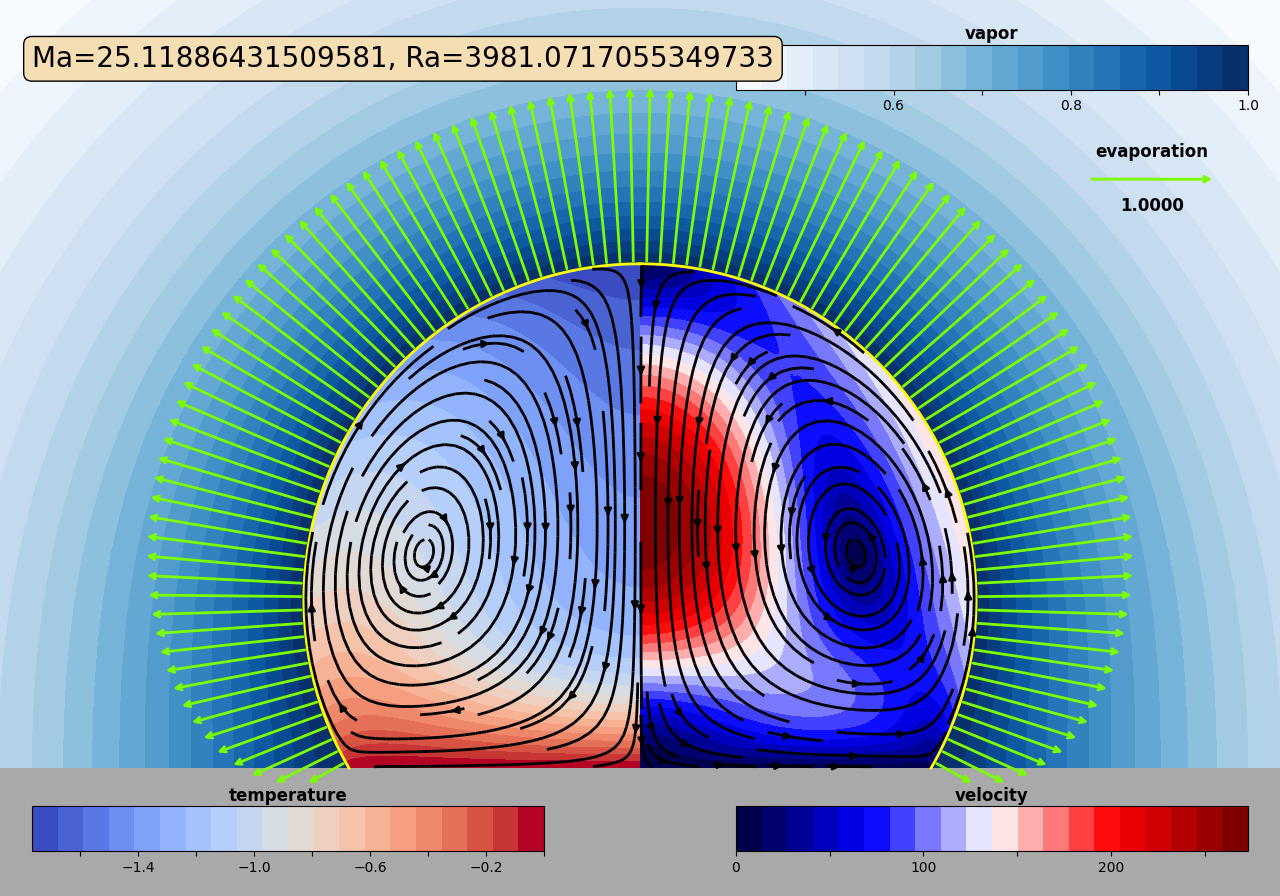 vapor
Ma=25.11886431509581, Ra=3981.0717055349733
0.6 0.8 1.0
evaporation
1.0000
temperature
−1.4 −1.0 −0.6 −0.2
velocity
0 100 200